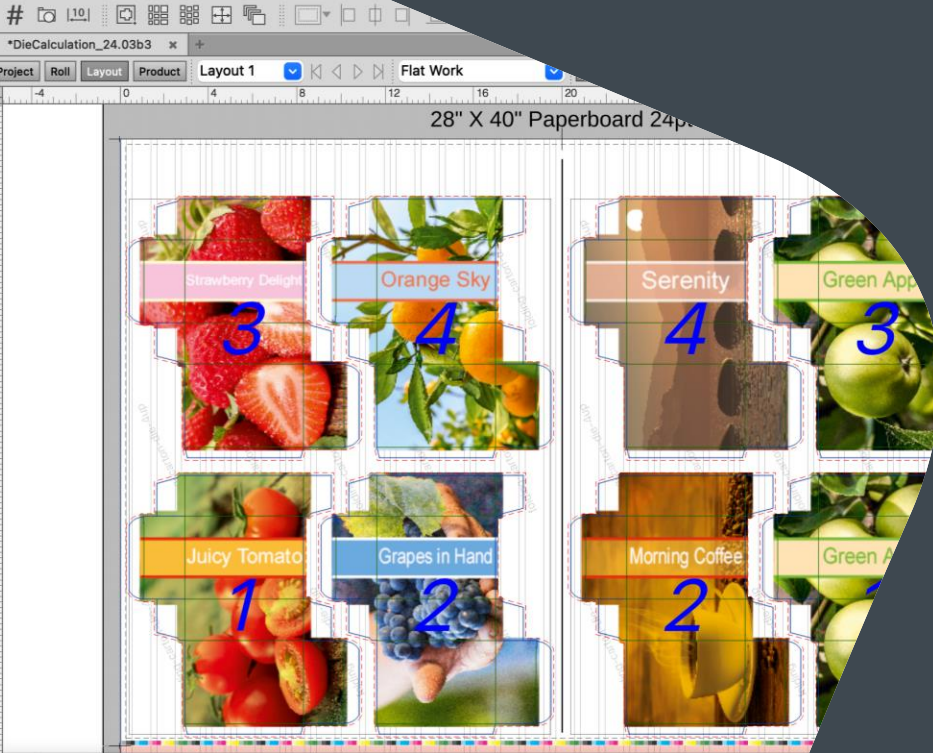 10
*DieCalculation_24.03b3 × +
Project Roll Layout Product Layout 1 Flat Work
-4 0 4 8 12 16 20
28" X 40" Paperboard 24pt
Strawberry Delight
3
Orange Sky
4
Serenity
4
Green App
3
Juicy Tomato
1
Grapes in Hand
2
Morning Coffee
2
Green A